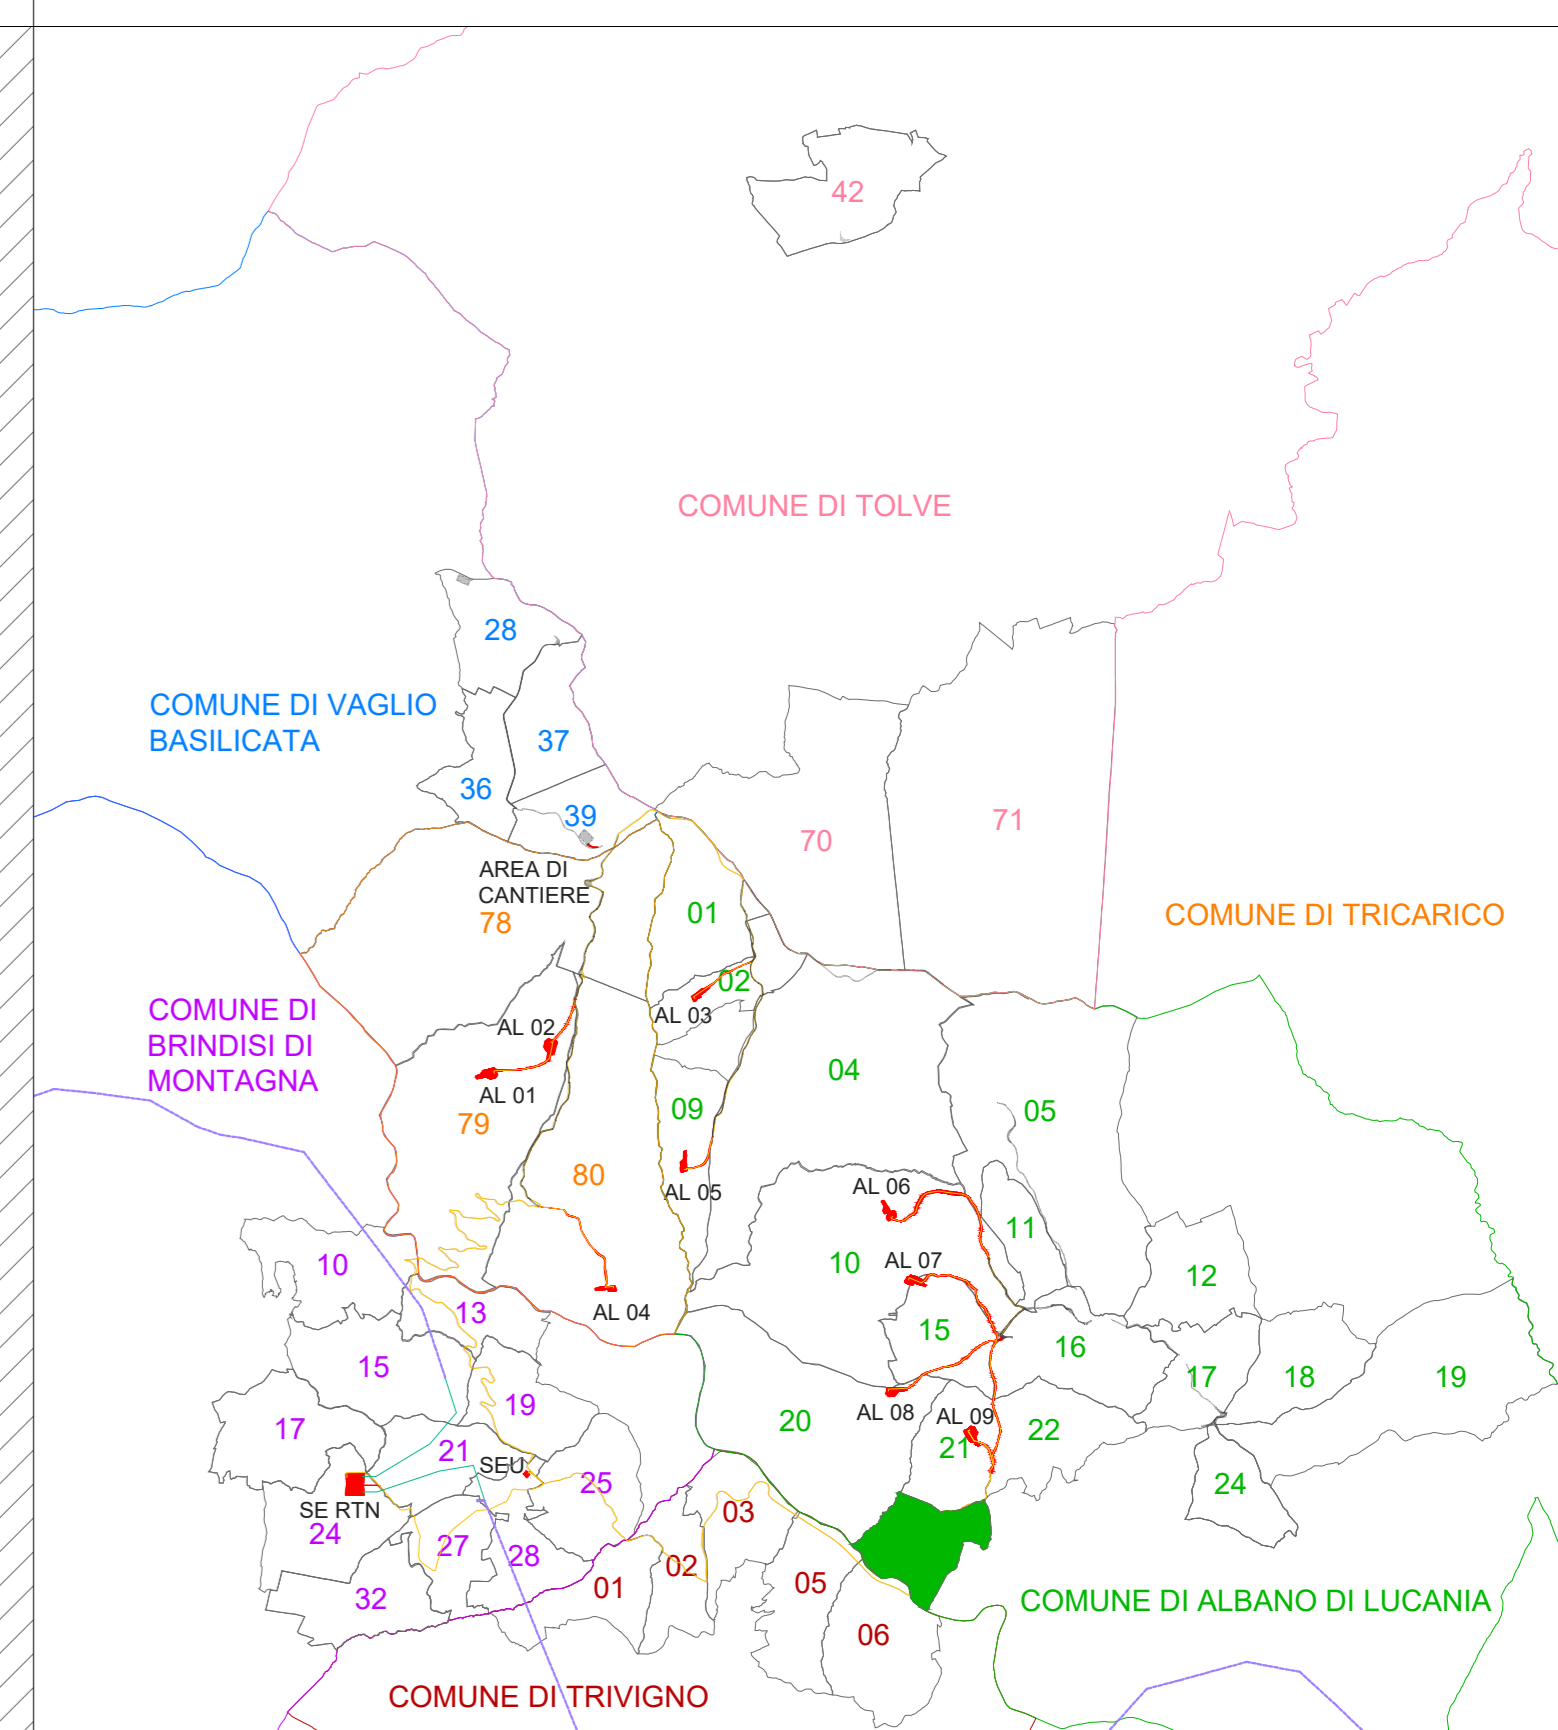 42
COMUNE DI TOLVE
28
COMUNE DI VAGLIO
BASILICATA
37
36
39
70
71
AREA DI
CANTIERE
78
01
COMUNE DI TRICARICO
02
AL 03
COMUNE DI
BRINDISI DI
MONTAGNA
AL 02
AL 01
79
04
09
05
80
AL 05
AL 06
11
10
10
AL 07
12
13
AL 04
15
16
15
17
18
19
19
20
AL 08
AL 09
21
22
17
21
SEU
25
24
SE RTN
24
03
27
28
02
01
05
32
06
COMUNE DI ALBANO DI LUCANIA
COMUNE DI TRIVIGNO